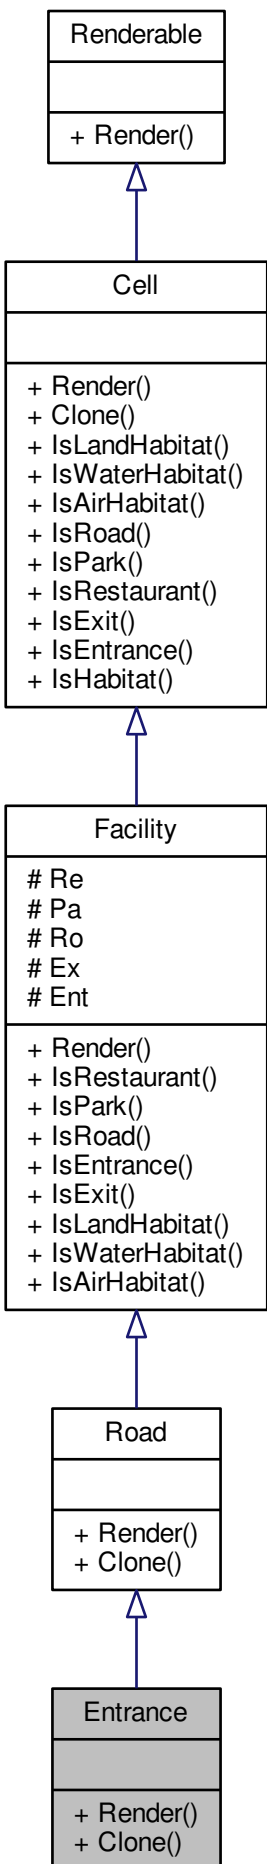 Renderable
+ Render()
Cell
+ Render()
+ Clone()
+ IsLandHabitat()
+ IsWaterHabitat()
+ IsAirHabitat()
+ IsRoad()
+ IsPark()
+ IsRestaurant()
+ IsExit()
+ IsEntrance()
+ IsHabitat()
Facility
# Re
# Pa
# Ro
# Ex
# Ent
+ Render()
+ IsRestaurant()
+ IsPark()
+ IsRoad()
+ IsEntrance()
+ IsExit()
+ IsLandHabitat()
+ IsWaterHabitat()
+ IsAirHabitat()
Road
+ Render()
+ Clone()
Entrance
+ Render()
+ Clone()